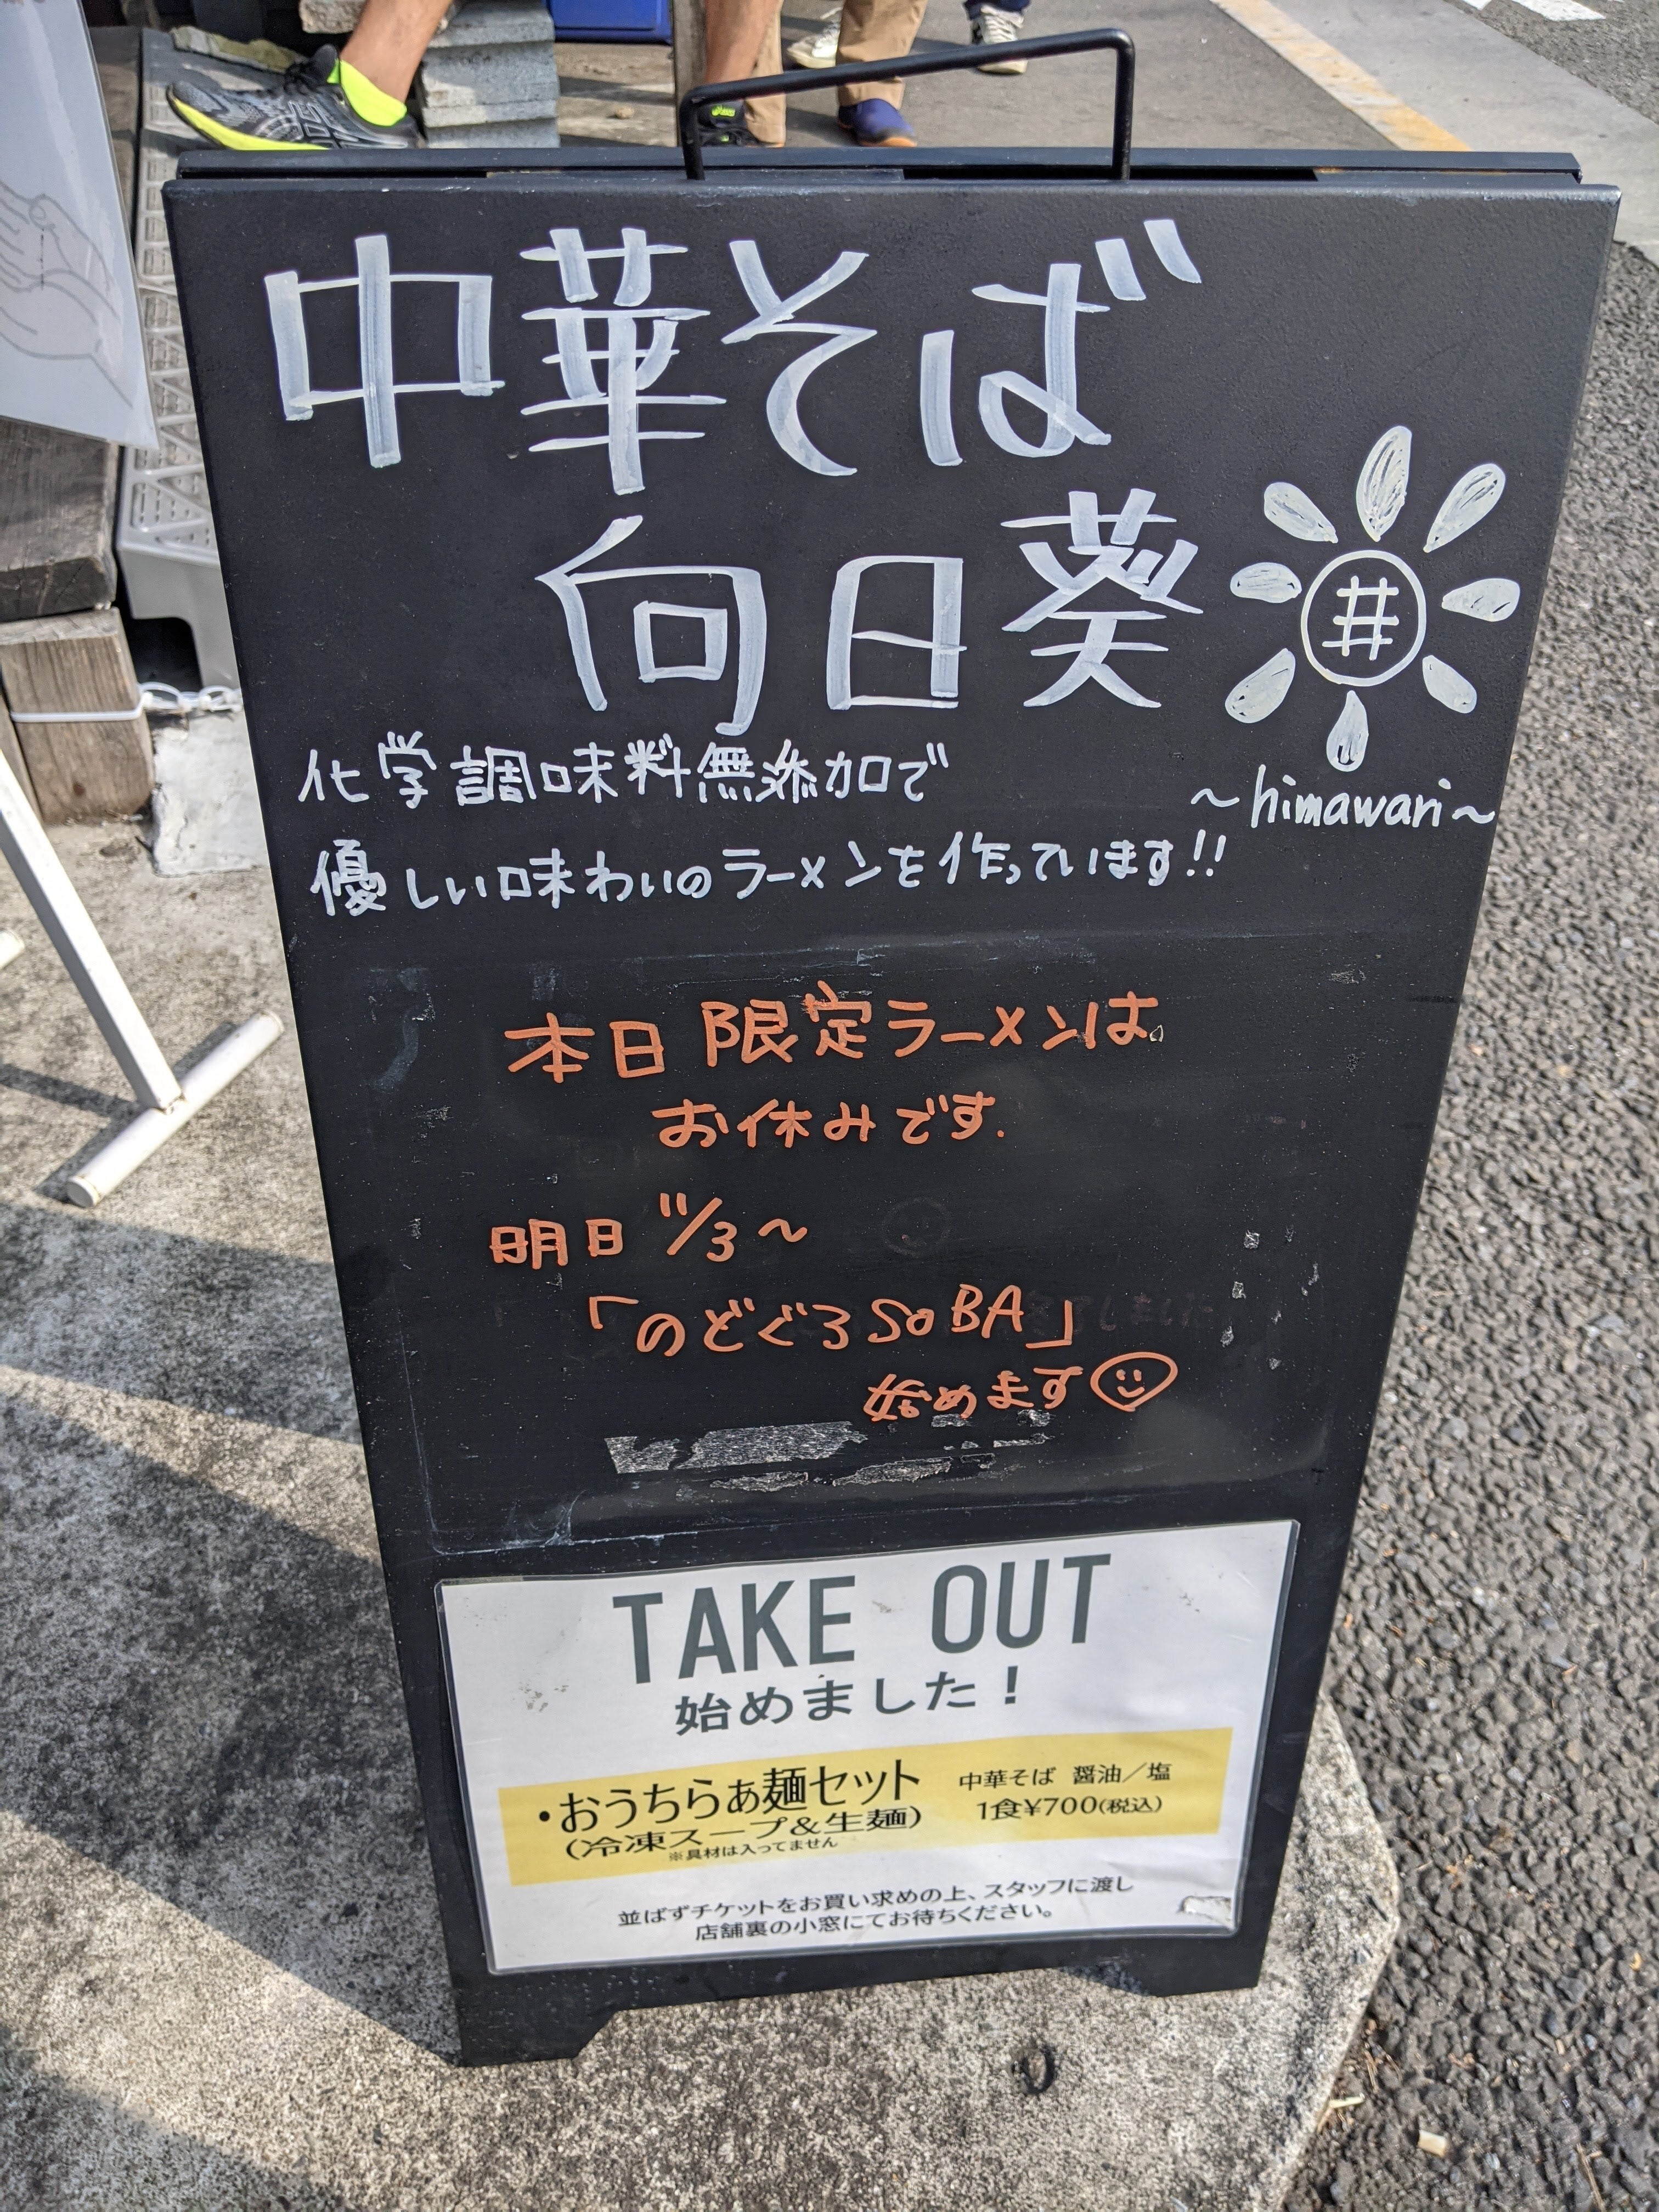 中華そば
向日葵
~himawari~
化学調味料無添加で
優しい味わいのラーメンを作っています!!
本日限定ラーメンは
お休みです.
明日11/3~
「のどぐろSOBA」
始めます
TAKE OUT
始めました！
・おうちらぁ麺セット
(冷凍スープ&生麺)
※具材は入ってません
中華そば 醤油／塩
1食¥700(税込)
並ばずチケットをお買い求めの上、スタッフに渡し
店舗裏の小窓にてお待ちください。